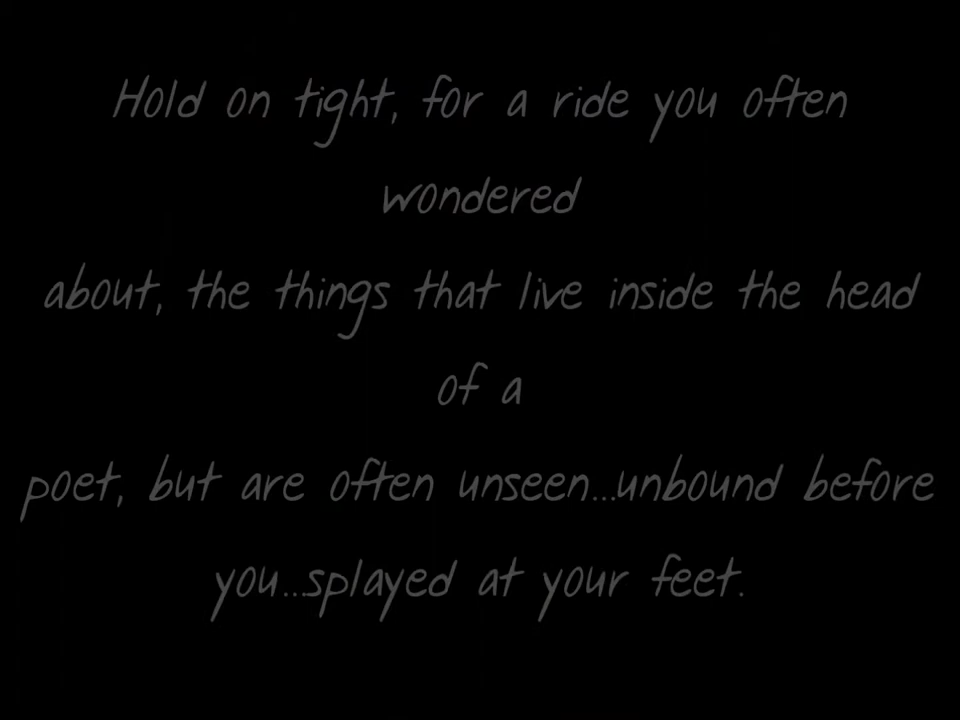 Hold on tight, for a ride you often
wondered
about, the things that live inside the head
of a
poet, but are often unseen...unbound before
you...splayed at your feet.